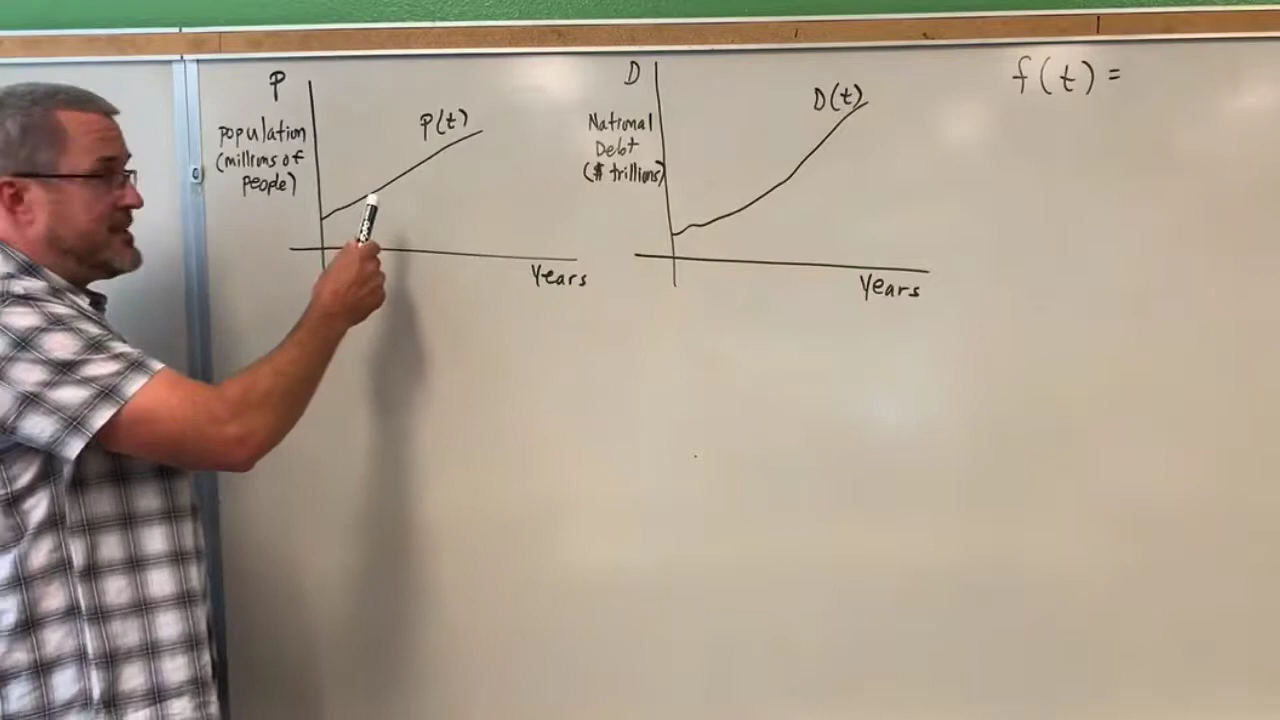 P
population
(millions of
people)
P(t)
Years
D
National
Debt
($ trillions)
D(t)
Years
f(t) =